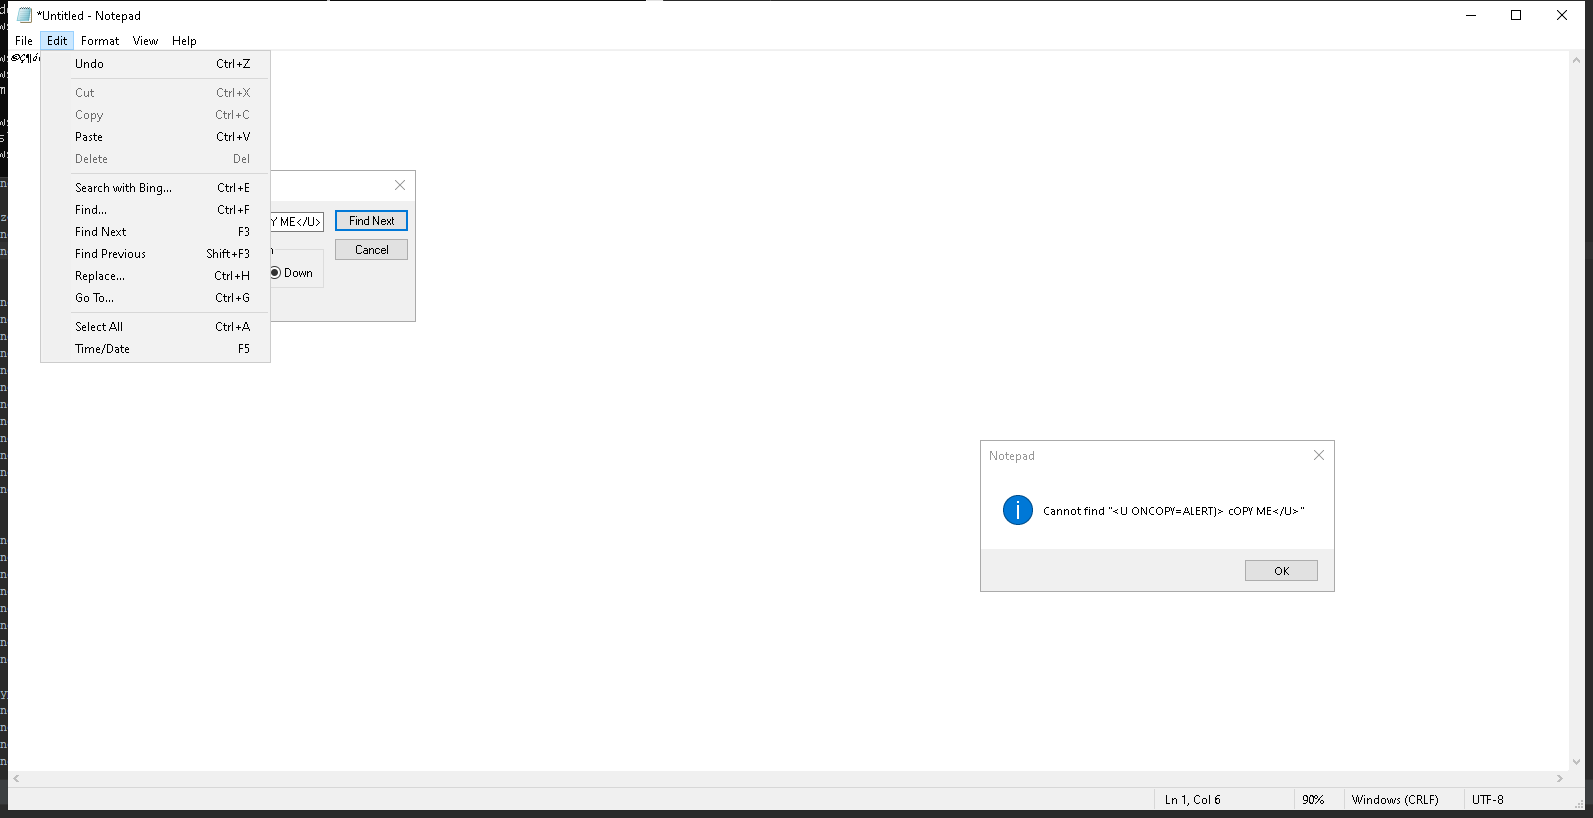 *Untitled - Notepad
File Edit Format View Help
Undo Ctrl+Z
Cut Ctrl+X
Copy Ctrl+C
Paste Ctrl+V
Delete Del
Search with Bing... Ctrl+E
Find... Ctrl+F
Find Next F3
Find Previous Shift+F3
Replace... Ctrl+H
Go To... Ctrl+G
Select All Ctrl+A
Time/Date F5
Y ME</U> Find Next
Cancel
Down
Notepad
Cannot find "<U ONCOPY=ALERT)> cOPY ME</U>"
OK
Ln 1, Col 6 90% Windows (CRLF) UTF-8